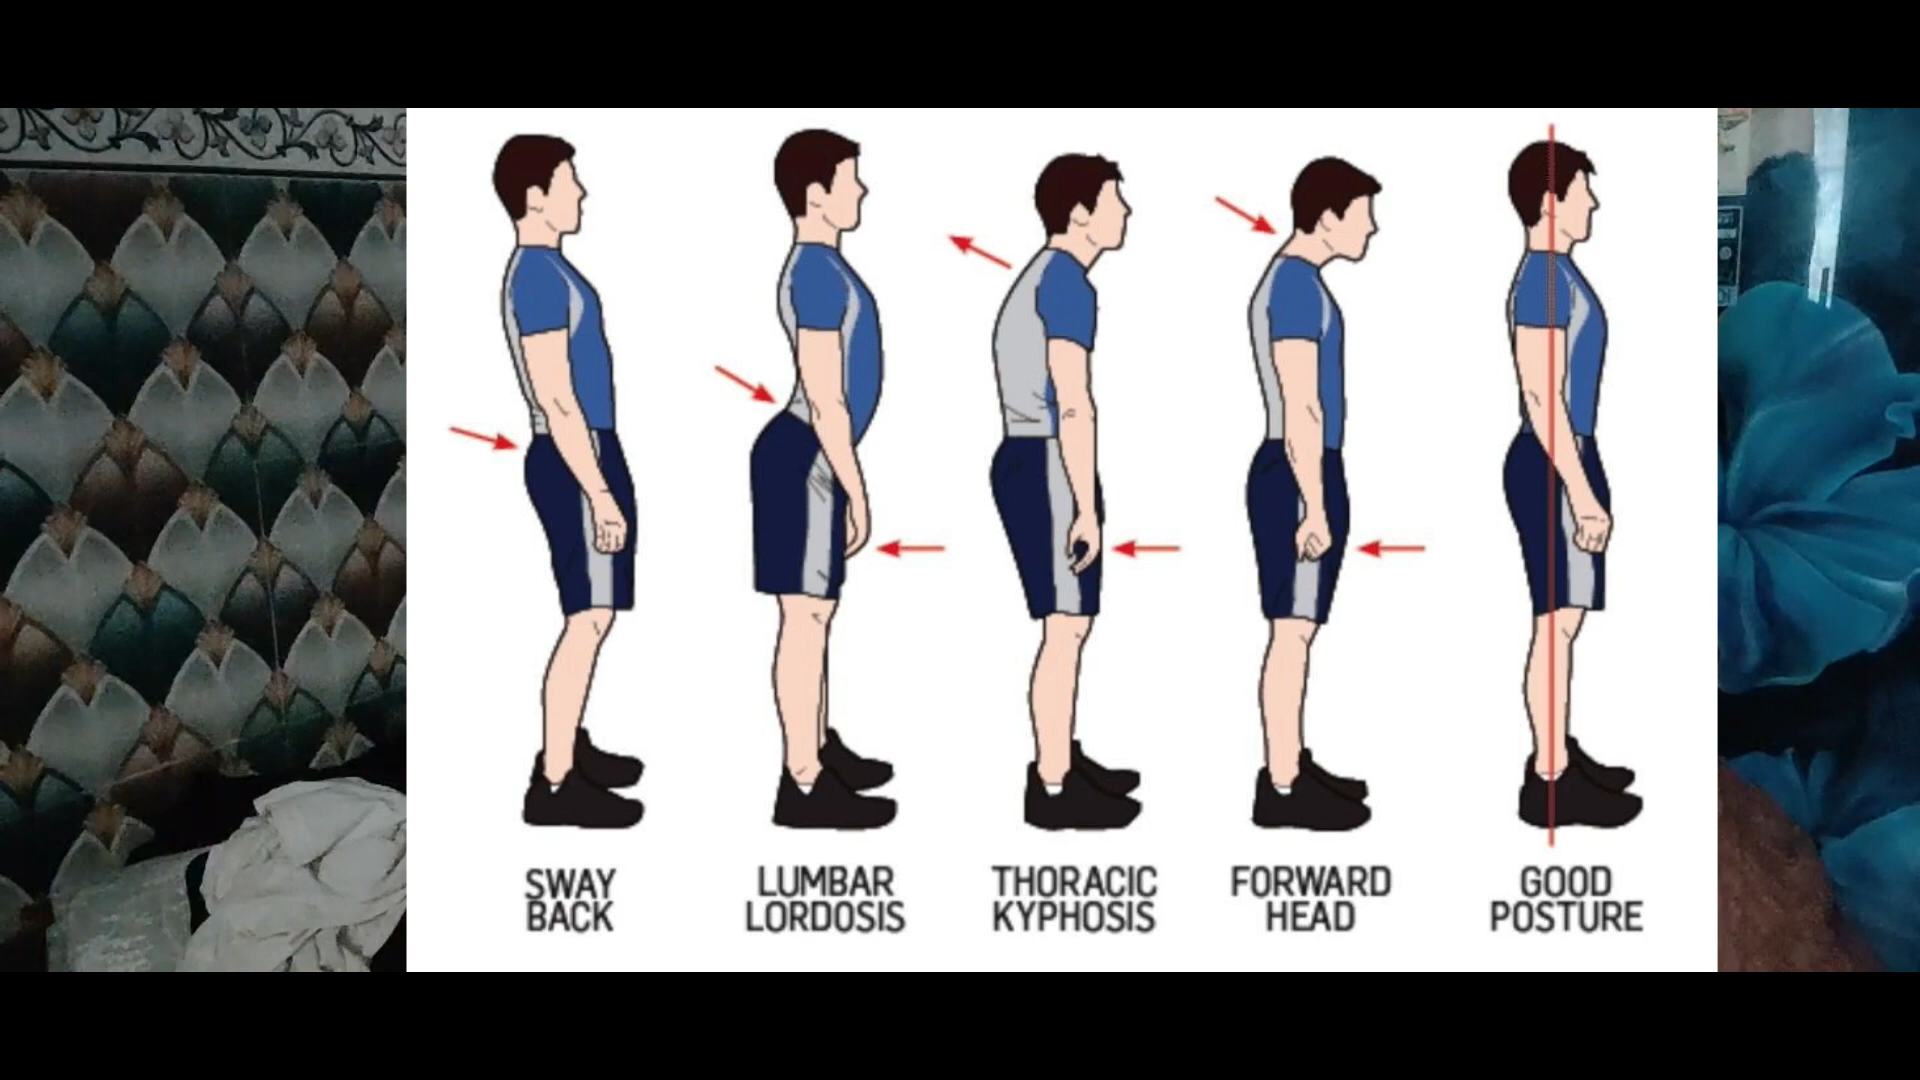 SWAY
BACK
LUMBAR
LORDOSIS
THORACIC
KYPHOSIS
FORWARD
HEAD
GOOD
POSTURE